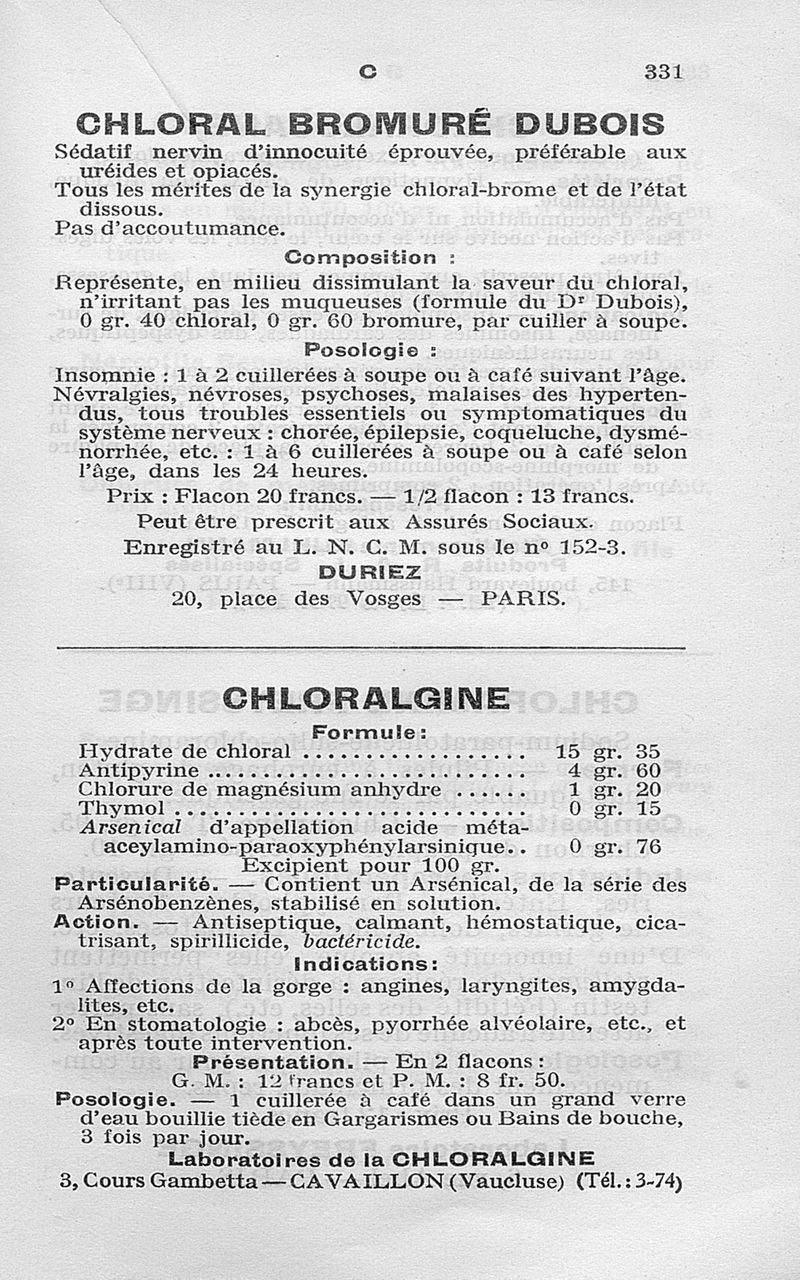 C 331
CHLORAL BROMURÉ DUBOIS
Sédatif nervin d'innocuité éprouvée, préférable aux
uréides et opiacés.
Tous les mérites de la synergie chloral-brome et de l'état
dissous.
Pas d'accoutumance.
Composition :
Représente, en milieu dissimulant la saveur du chloral,
n'irritant pas les muqueuses (formule du Dr Dubois),
0 gr. 40 chloral, 0 gr. 60 bromure, par cuiller à soupe.
Posologie :
Insomnie : 1 à 2 cuillerées à soupe ou à café suivant l'âge.
Névralgies, névroses, psychoses, malaises des hyperten-
dus, tous troubles essentiels ou symptomatiques du
système nerveux : chorée, épilepsie, coqueluche, dysmé-
norrhée, etc. : 1 à 6 cuillerées à soupe ou à café selon
l'âge, dans les 24 heures.
Prix : Flacon 20 francs. — 1/2 flacon : 13 francs.
Peut être prescrit aux Assurés Sociaux.
Enregistré au L. N. C. M. sous le nº 152-3.
DURIEZ
20, place des Vosges — PARIS.
CHLORALGINE
Formule :
Hydrate de chloral .................. 15 gr. 35
Antipyrine .......................... 4 gr. 60
Chlorure de magnésium anhydre ...... 1 gr. 20
Thymol ............................. 0 gr. 15
Arsenical d'appellation acide méta-
aceylamino-paraoxyphénylarsinique.. 0 gr. 76
Excipient pour 100 gr.
Particularité. — Contient un Arsénical, de la série des
Arsénobenzènes, stabilisé en solution.
Action. — Antiseptique, calmant, hémostatique, cica-
trisant, spirillicide, bactéricide.
Indications :
1º Affections de la gorge : angines, laryngites, amygda-
lites, etc.
2º En stomatologie : abcès, pyorrhée alvéolaire, etc., et
après toute intervention.
Présentation. — En 2 flacons :
G. M. : 12 francs et P. M. : 8 fr. 50.
Posologie. — 1 cuillerée à café dans un grand verre
d'eau bouillie tiède en Gargarismes ou Bains de bouche,
3 fois par jour.
Laboratoires de la CHLORALGINE
3, Cours Gambetta — CAVAILLON (Vaucluse) (Tél. : 3-74)